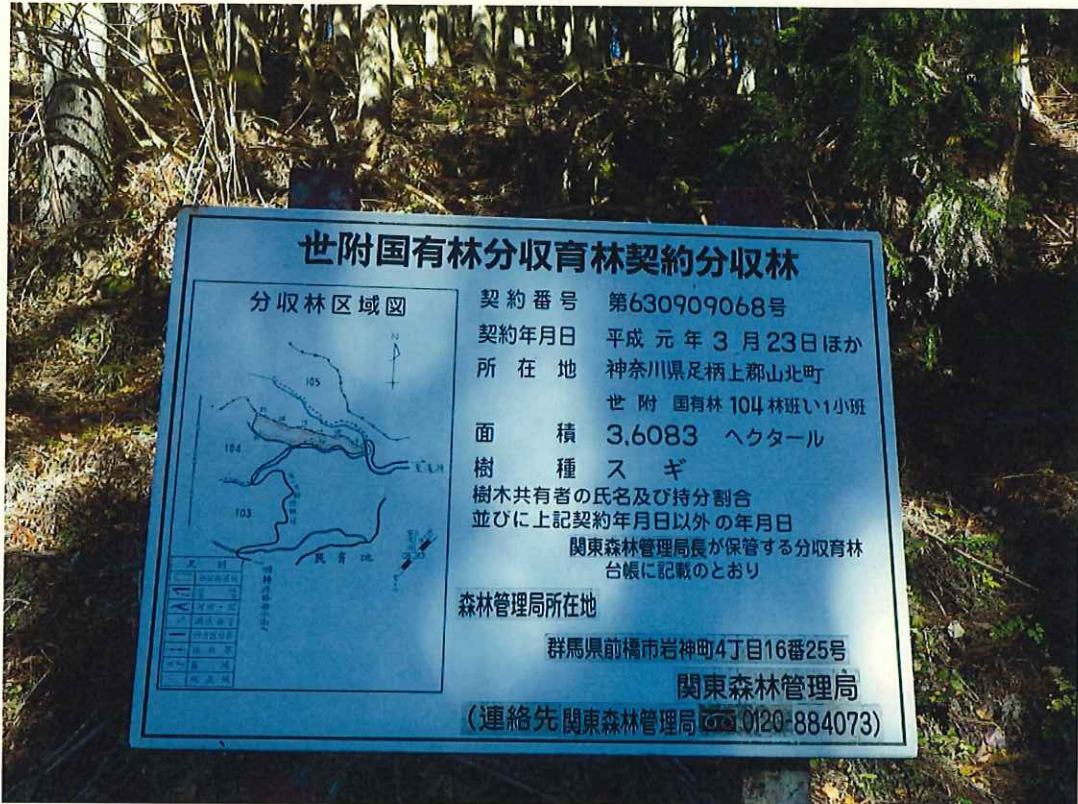 世附国有林分収育林契約分収林
分収林区域図
N
105
104
103
民有地
凡例
契約番号 第630909068号
契約年月日 平成元年3月23日ほか
所在地 神奈川県足柄上郡山北町
世附 国有林 104 林班い1小班
面積 3.6083 ヘクタール
樹種 スギ
樹木共有者の氏名及び持分割合
並びに上記契約年月日以外の年月日
関東森林管理局長が保管する分収育林
台帳に記載のとおり
森林管理局所在地
群馬県前橋市岩神町4丁目16番25号
関東森林管理局
(連絡先 関東森林管理局 0120-884073)